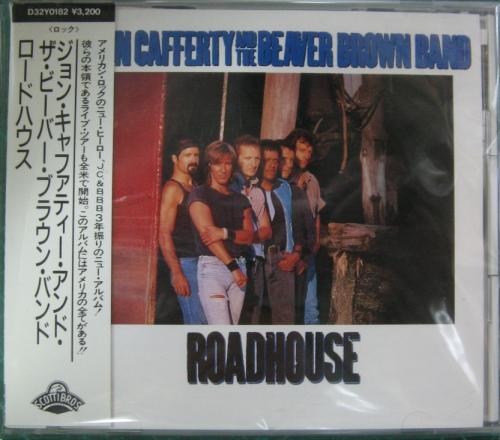 D32Y0182 ¥3,200
〈ロック〉
ジョン・キャファティー・アンド・
ザ・ビーバー・ブラウン・バンド
ロードハウス
アメリカン・ロックのニュー・ヒーロー、J.C.&B.B.B 3年振りのニュー・アルバム!
彼らの本領であるライブ・ツアーも全米で開始。このアルバムにはアメリカの全てがある!!
SCOTTI BROS.
N CAFFERTY AND THE BEAVER BROWN BAND
ROADHOUSE